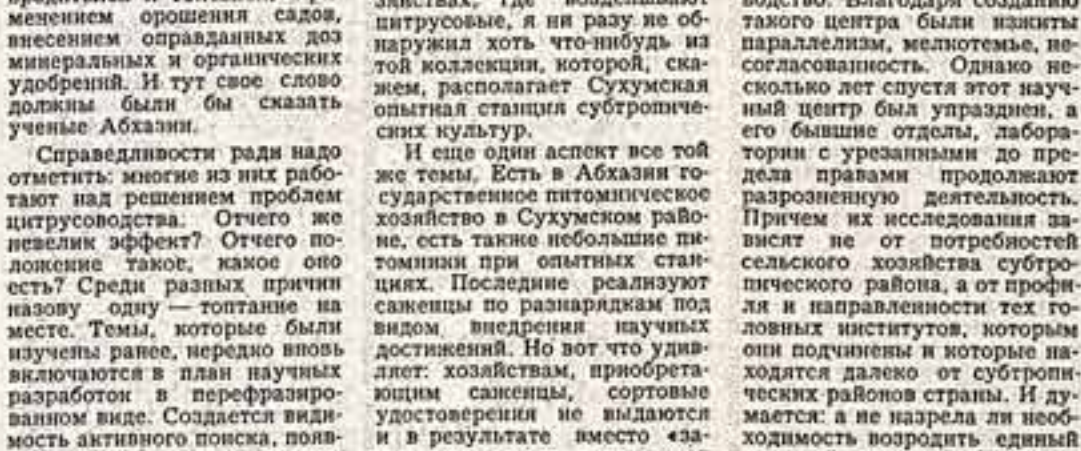 менением орошения садов,
внесением оправданных доз
минеральных и органических
удобрений. И тут свое слово
должны были бы сказать
ученые Абхазии.
Справедливости ради надо
отметить: многие из них рабо-
тают над решением проблем
цитрусоводства. Отчего же
невелик эффект? Отчего по-
ложение такое, какое оно
есть? Среди разных причин
назову одну — топтание на
месте. Темы, которые были
изучены ранее, нередко вновь
включаются в план научных
разработок в перефразиро-
ванном виде. Создается види-
мость активного поиска, появ-
цитрусовые, я ни разу не об-
наружил хоть что-нибудь из
той коллекции, которой, ска-
жем, располагает Сухумская
опытная станция субтропиче-
ских культур.
И еще один аспект все той
же темы. Есть в Абхазии го-
сударственное питомническое
хозяйство в Сухумском райо-
не, есть также небольшие пи-
томники при опытных стан-
циях. Последние реализуют
саженцы по разнарядкам под
видом внедрения научных
достижений. Но вот что удив-
ляет: хозяйствам, приобрета-
ющим саженцы, сортовые
удостоверения не выдаются
и в результате вместо «за-
водство. Благодаря созданию
такого центра были изжиты
параллелизм, мелкотемье, не-
согласованность. Однако не-
сколько лет спустя этот науч-
ный центр был упразднен, а
его бывшие отделы, лабора-
тории с урезанными до пре-
дела правами продолжают
разрозненную деятельность.
Причем их исследования за-
висят не от потребностей
сельского хозяйства субтро-
пического района, а от профи-
ля и направленности тех го-
ловных институтов, которым
они подчинены и которые на-
ходятся далеко от субтропи-
ческих районов страны. И ду-
мается: а не назрела ли необ-
ходимость возродить единый